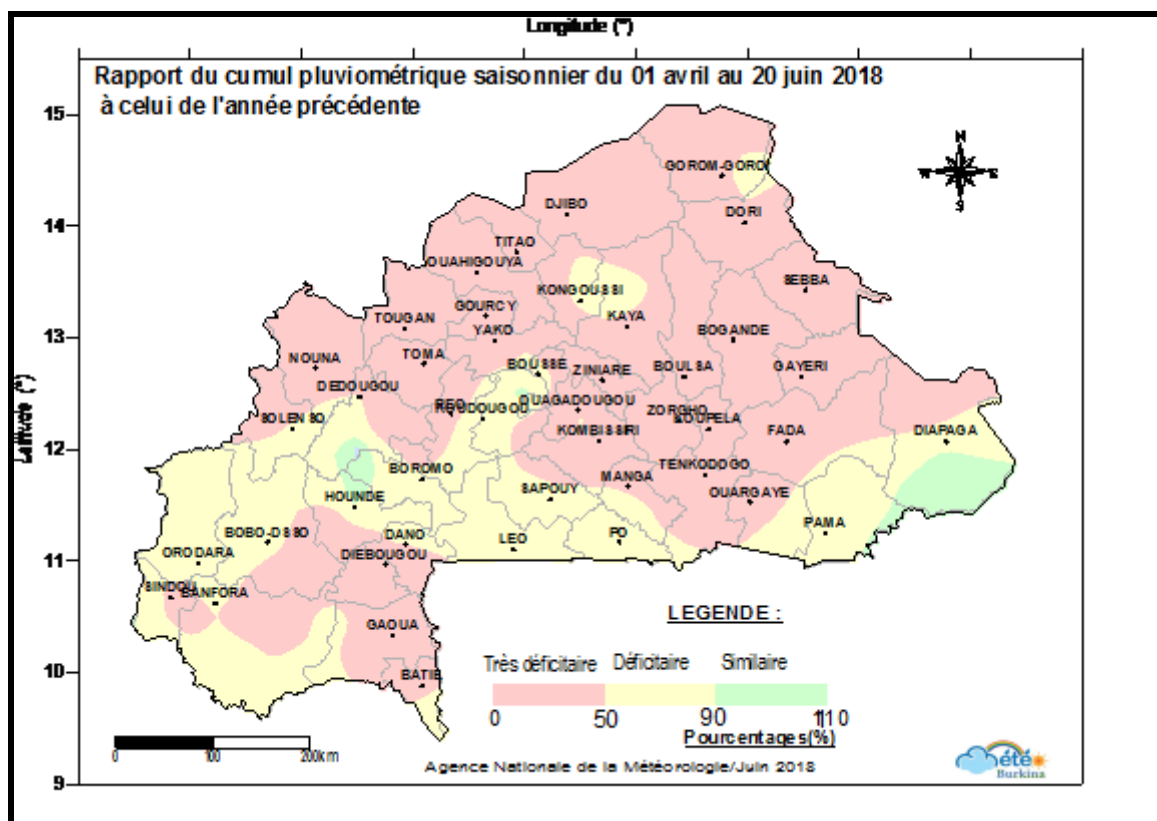 Longitude (°)
Rapport du cumul pluviométrique saisonnier du 01 avril au 20 juin 2018
à celui de l'année précédente
15
14
13
12
11
10
9
N
W
E
S
GOROM-GORO
DJIBO
DORI
TITAO
OUAHIGOUYA
SEBBA
KONGOUSSI
GOURCY
TOUGAN
KAYA
YAKO
BOGANDE
TOMA
NOUNA
BOUSSE
ZINIARE
BOULSA
GAYERI
DEDOUGOU
REO
KOUDOUGOU
OUAGADOUGOU
ZORGHO
SOLENSO
KOUPELA
KOMBISSIRI
FADA
DIAPAGA
BOROMO
TENKODOGO
MANGA
SAPOUY
OUARGAYE
HOUNDE
PAMA
BOBO-DSSO
DANO
LEO
PO
ORODARA
DIEBOUGOU
SINDOU
BANFORA
GAOUA
BATIE
LEGENDE :
Très déficitaire Déficitaire Similaire
0 50 90 110
Pourcentages(%)
0 100 200km
Agence Nationale de la Météorologie/Juin 2018
été
Burkina